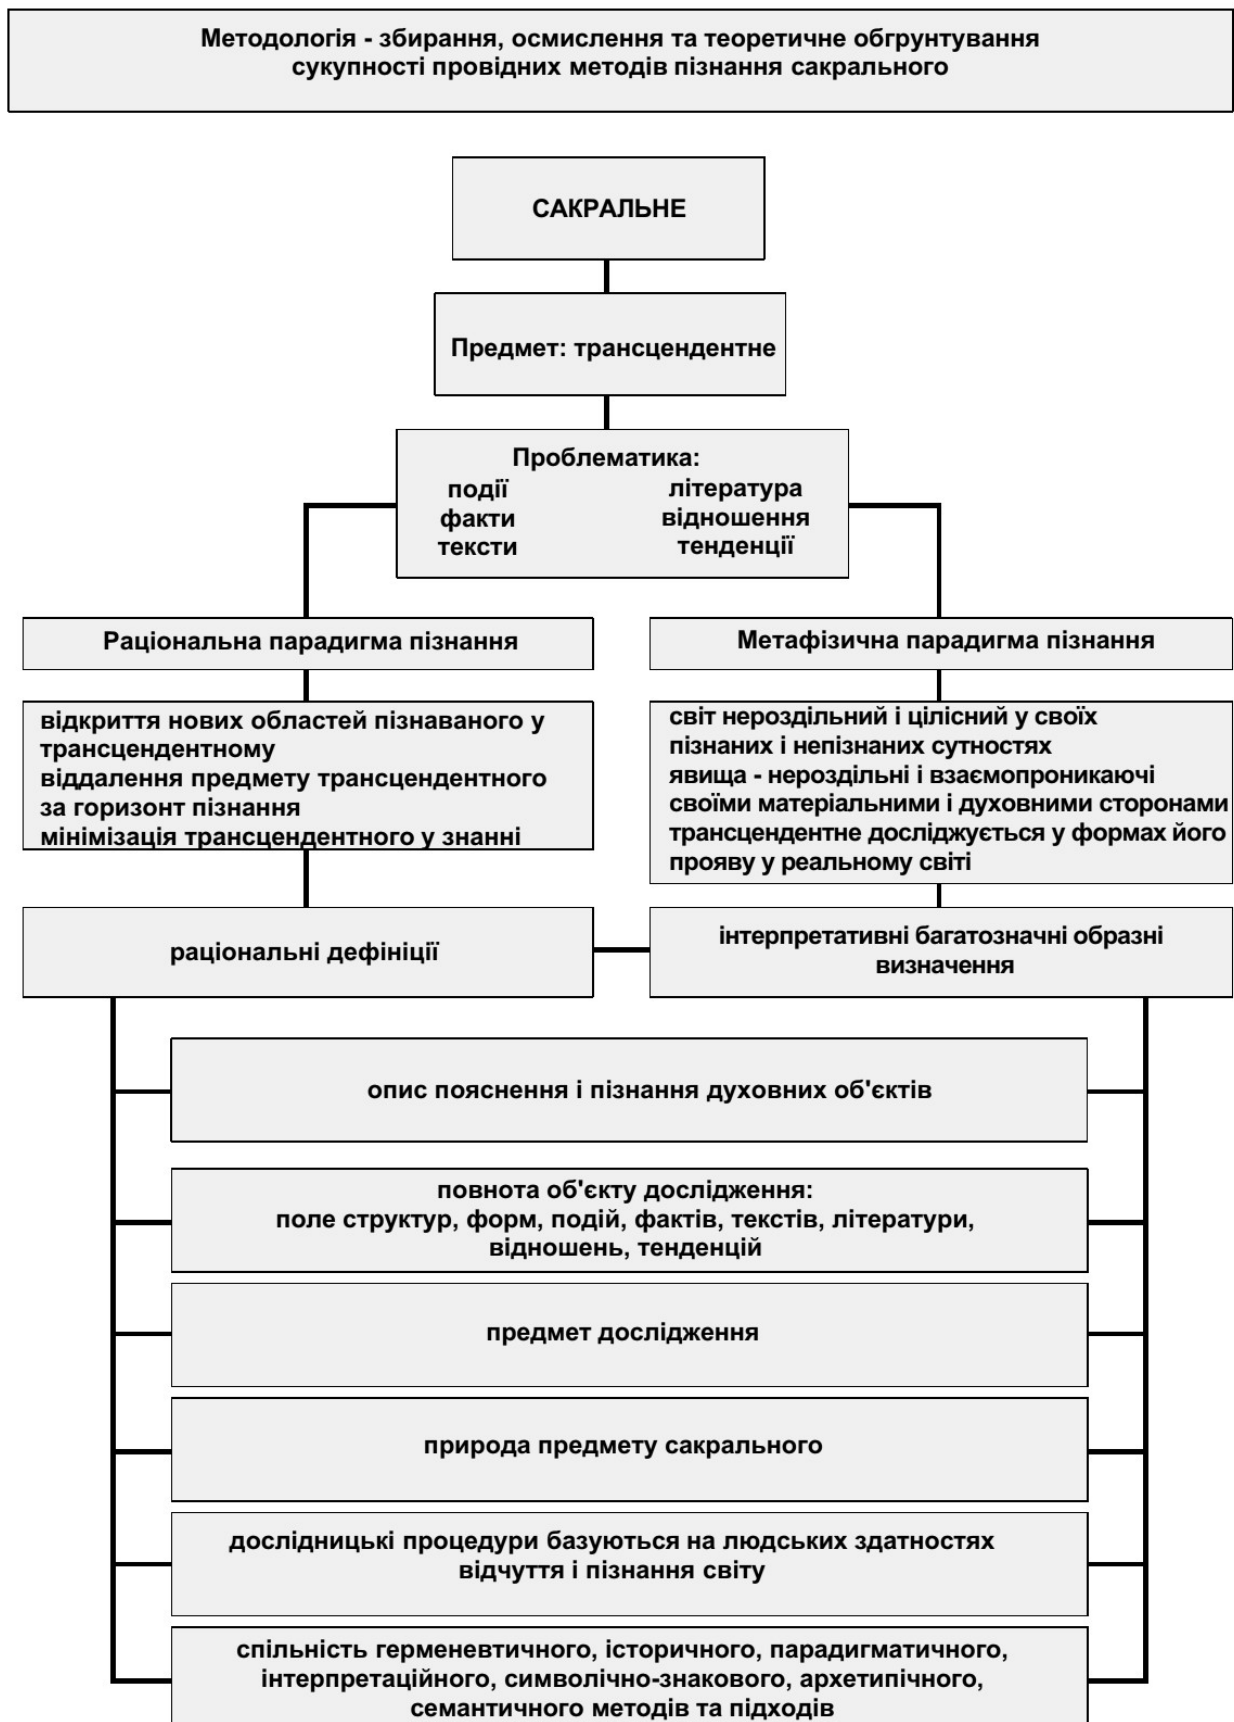 Методологія - збирання, осмислення та теоретичне обгрунтування
сукупності провідних методів пізнання сакрального
САКРАЛЬНЕ
Предмет: трансцендентне
Проблематика:
події література
факти відношення
тексти тенденції
Раціональна парадигма пізнання
Метафізична парадигма пізнання
відкриття нових областей пізнаваного у
трансцендентному
віддалення предмету трансцендентного
за горизонт пізнання
мінімізація трансцендентного у знанні
світ нероздільний і цілісний у своїх
пізнаних і непізнаних сутностях
явища - нероздільні і взаємопроникаючі
своїми матеріальними і духовними сторонами
трансцендентне досліджується у формах його
прояву у реальному світі
раціональні дефініції
інтерпретативні багатозначні образні
визначення
опис пояснення і пізнання духовних об'єктів
повнота об'єкту дослідження:
поле структур, форм, подій, фактів, текстів, літератури,
відношень, тенденцій
предмет дослідження
природа предмету сакрального
дослідницькі процедури базуються на людських здатностях
відчуття і пізнання світу
спільність герменевтичного, історичного, парадигматичного,
інтерпретаційного, символічно-знакового, архетипічного,
семантичного методів та підходів